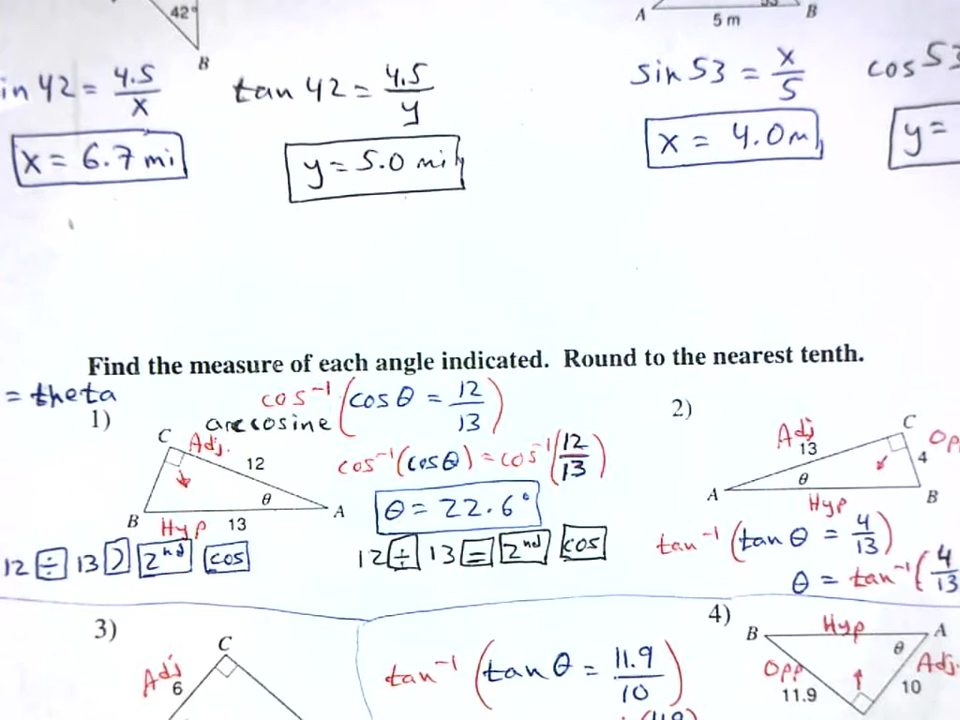 42°
B
A
5 m
B
in 42 = 4.5/x
tan 42 = 4.5/y
sin 53 = x/5
cos 53
x = 6.7 mi
y = 5.0 mi
x = 4.0 m
y =
Find the measure of each angle indicated. Round to the nearest tenth.
= theta
cos⁻¹(cos θ = 12/13)
1)
arccosine
2)
C
Adj.
12
θ
B
Hyp
13
A
cos⁻¹(cos θ) = cos⁻¹(12/13)
θ = 22.6°
Adj
13
C
Op
4
A
θ
Hyp
B
12 ÷ 13 ) 2nd cos
12 ÷ 13 = 2nd cos
tan⁻¹(tan θ = 4/13)
θ = tan⁻¹(4/13
3)
C
Adj
6
tan⁻¹(tan θ = 11.9/10)
4)
B
Hyp
A
θ
Opp
11.9
Adj.
10